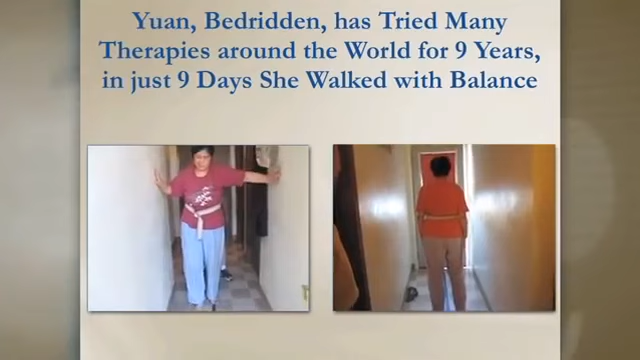 Yuan, Bedridden, has Tried Many
Therapies around the World for 9 Years,
in just 9 Days She Walked with Balance